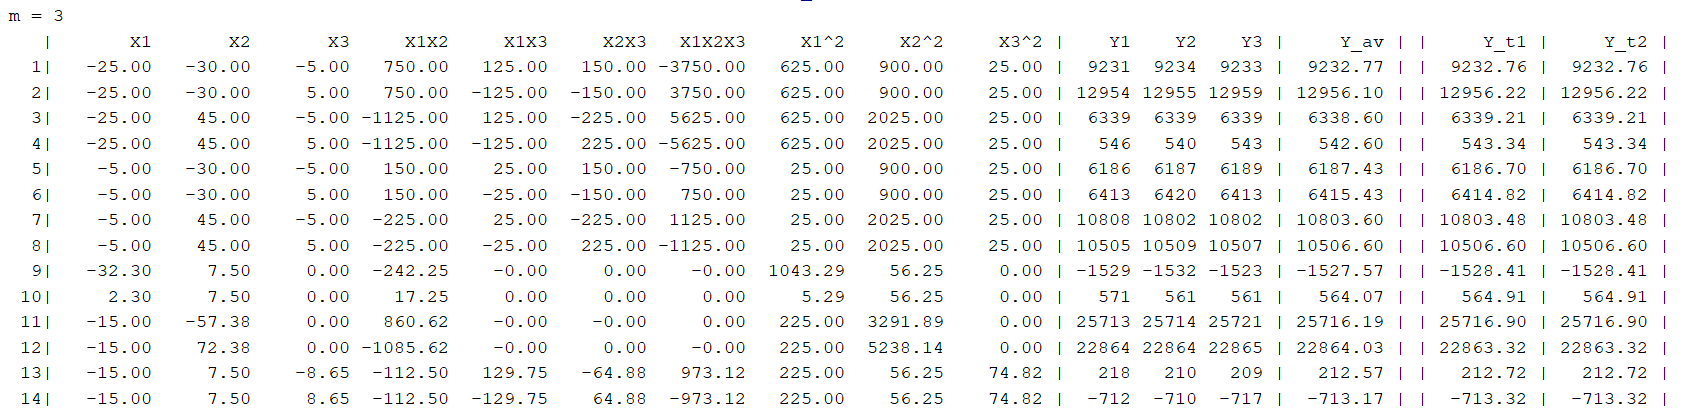 m = 3
| X1 X2 X3 X1X2 X1X3 X2X3 X1X2X3 X1^2 X2^2 X3^2 | Y1 Y2 Y3 | Y_av | | Y_t1 | Y_t2 |
1| -25.00 -30.00 -5.00 750.00 125.00 150.00 -3750.00 625.00 900.00 25.00 | 9231 9234 9233 | 9232.77 | | 9232.76 | 9232.76 |
2| -25.00 -30.00 5.00 750.00 -125.00 -150.00 3750.00 625.00 900.00 25.00 | 12954 12955 12959 | 12956.10 | | 12956.22 | 12956.22 |
3| -25.00 45.00 -5.00 -1125.00 125.00 -225.00 5625.00 625.00 2025.00 25.00 | 6339 6339 6339 | 6338.60 | | 6339.21 | 6339.21 |
4| -25.00 45.00 5.00 -1125.00 -125.00 225.00 -5625.00 625.00 2025.00 25.00 | 546 540 543 | 542.60 | | 543.34 | 543.34 |
5| -5.00 -30.00 -5.00 150.00 25.00 150.00 -750.00 25.00 900.00 25.00 | 6186 6187 6189 | 6187.43 | | 6186.70 | 6186.70 |
6| -5.00 -30.00 5.00 150.00 -25.00 -150.00 750.00 25.00 900.00 25.00 | 6413 6420 6413 | 6415.43 | | 6414.82 | 6414.82 |
7| -5.00 45.00 -5.00 -225.00 25.00 -225.00 1125.00 25.00 2025.00 25.00 | 10808 10802 10802 | 10803.60 | | 10803.48 | 10803.48 |
8| -5.00 45.00 5.00 -225.00 -25.00 225.00 -1125.00 25.00 2025.00 25.00 | 10505 10509 10507 | 10506.60 | | 10506.60 | 10506.60 |
9| -32.30 7.50 0.00 -242.25 -0.00 0.00 -0.00 1043.29 56.25 0.00 | -1529 -1532 -1523 | -1527.57 | | -1528.41 | -1528.41 |
10| 2.30 7.50 0.00 17.25 0.00 0.00 0.00 5.29 56.25 0.00 | 571 561 561 | 564.07 | | 564.91 | 564.91 |
11| -15.00 -57.38 0.00 860.62 -0.00 -0.00 0.00 225.00 3291.89 0.00 | 25713 25714 25721 | 25716.19 | | 25716.90 | 25716.90 |
12| -15.00 72.38 0.00 -1085.62 -0.00 0.00 -0.00 225.00 5238.14 0.00 | 22864 22864 22865 | 22864.03 | | 22863.32 | 22863.32 |
13| -15.00 7.50 -8.65 -112.50 129.75 -64.88 973.12 225.00 56.25 74.82 | 218 210 209 | 212.57 | | 212.72 | 212.72 |
14| -15.00 7.50 8.65 -112.50 -129.75 64.88 -973.12 225.00 56.25 74.82 | -712 -710 -717 | -713.17 | | -713.32 | -713.32 |